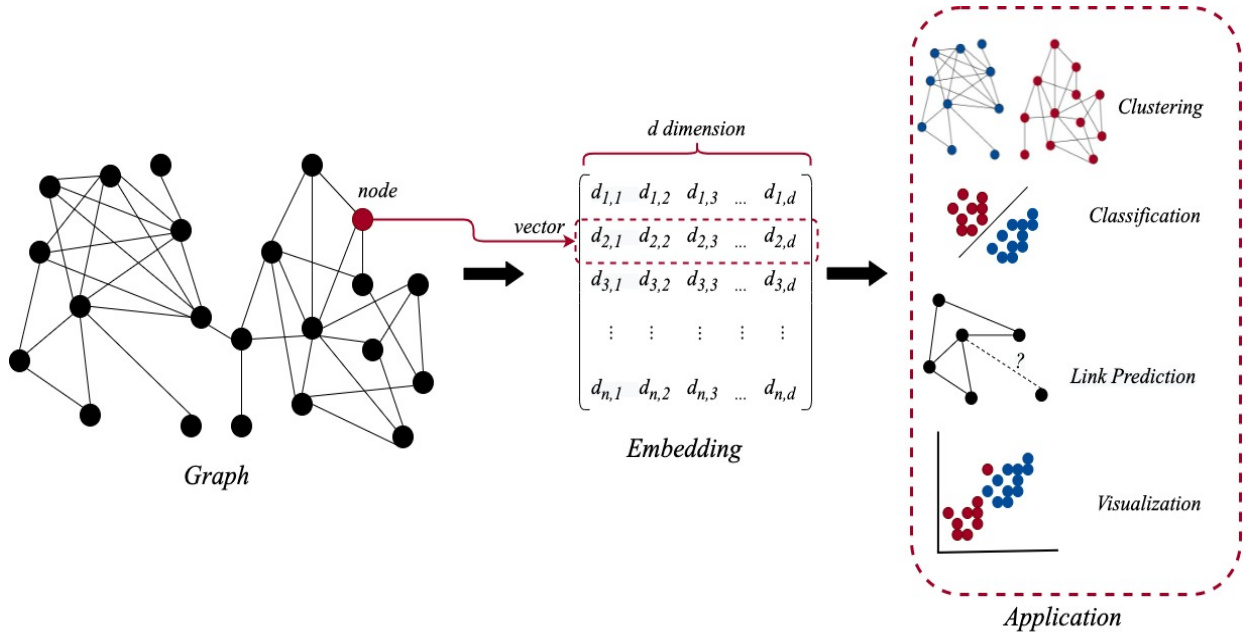 node
Graph
vector
d dimension
d1,1 d1,2 d1,3 ... d1,d
d2,1 d2,2 d2,3 ... d2,d
d3,1 d3,2 d3,3 ... d3,d
⋮ ⋮ ⋮ ⋮ ⋮
dn,1 dn,2 dn,3 ... dn,d
Embedding
Clustering
Classification
?
Link Prediction
Visualization
Application